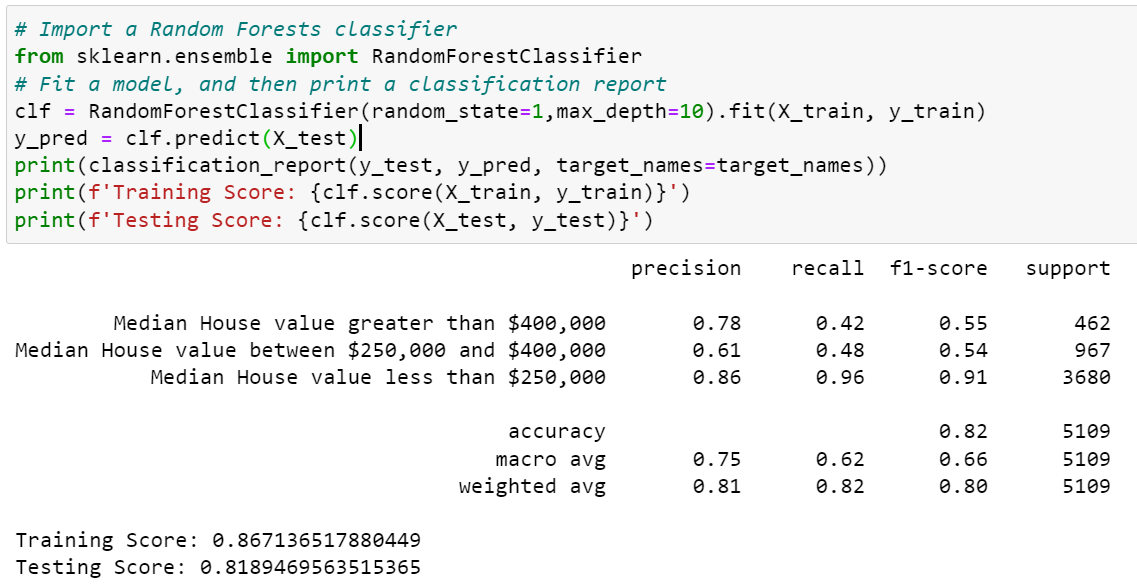 # Import a Random Forests classifier
from sklearn.ensemble import RandomForestClassifier
# Fit a model, and then print a classification report
clf = RandomForestClassifier(random_state=1,max_depth=10).fit(X_train, y_train)
y_pred = clf.predict(X_test)
print(classification_report(y_test, y_pred, target_names=target_names))
print(f'Training Score: {clf.score(X_train, y_train)}')
print(f'Testing Score: {clf.score(X_test, y_test)}')
precision recall f1-score support
Median House value greater than $400,000 0.78 0.42 0.55 462
Median House value between $250,000 and $400,000 0.61 0.48 0.54 967
Median House value less than $250,000 0.86 0.96 0.91 3680
accuracy 0.82 5109
macro avg 0.75 0.62 0.66 5109
weighted avg 0.81 0.82 0.80 5109
Training Score: 0.867136517880449
Testing Score: 0.8189469563515365